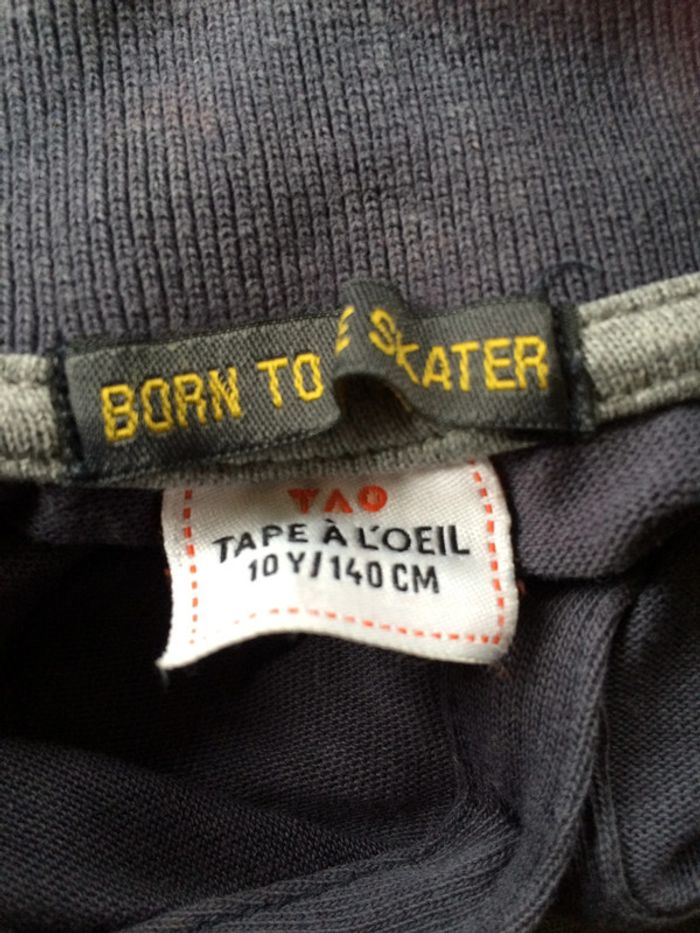 BORN TO E SKATER
TAO
TAPE À L'OEIL
10 Y/140 CM